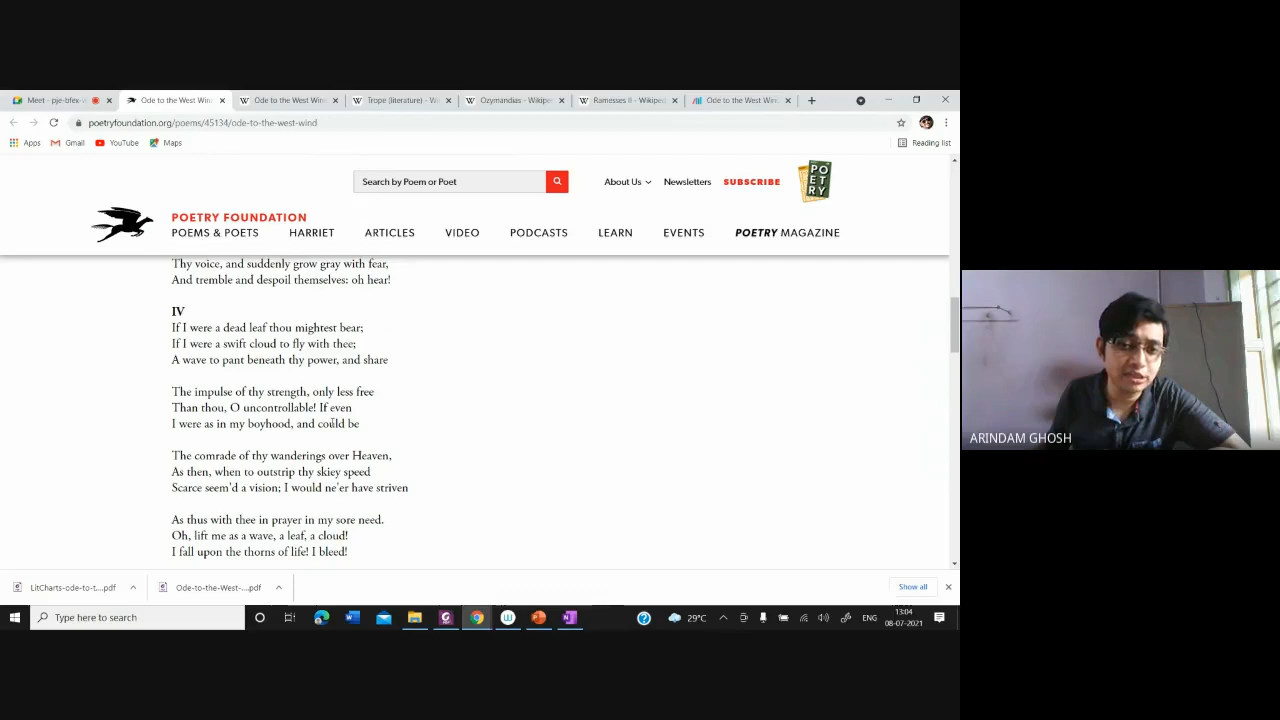 Meet – pje-bfex-v
Ode to the West Win
Ode to the West Win
Trope (literature) - Wi
Ozymandias - Wikiped
Ramesses II - Wikipe
Ode to the West Win
poetryfoundation.org/poems/45134/ode-to-the-west-wind
Apps Gmail YouTube Maps Reading list
Search by Poem or Poet About Us Newsletters SUBSCRIBE
PO
ET
RY
POETRY FOUNDATION
POEMS & POETS HARRIET ARTICLES VIDEO PODCASTS LEARN EVENTS POETRY MAGAZINE
Thy voice, and suddenly grow gray with fear,
And tremble and despoil themselves: oh hear!
IV
If I were a dead leaf thou mightest bear;
If I were a swift cloud to fly with thee;
A wave to pant beneath thy power, and share
The impulse of thy strength, only less free
Than thou, O uncontrollable! If even
I were as in my boyhood, and could be
The comrade of thy wanderings over Heaven,
As then, when to outstrip thy skiey speed
Scarce seem'd a vision; I would ne'er have striven
As thus with thee in prayer in my sore need.
Oh, lift me as a wave, a leaf, a cloud!
I fall upon the thorns of life! I bleed!
ARINDAM GHOSH
LitCharts-ode-to-t....pdf Ode-to-the-West-....pdf Show all
Type here to search 29°C ENG 13:04
08-07-2021